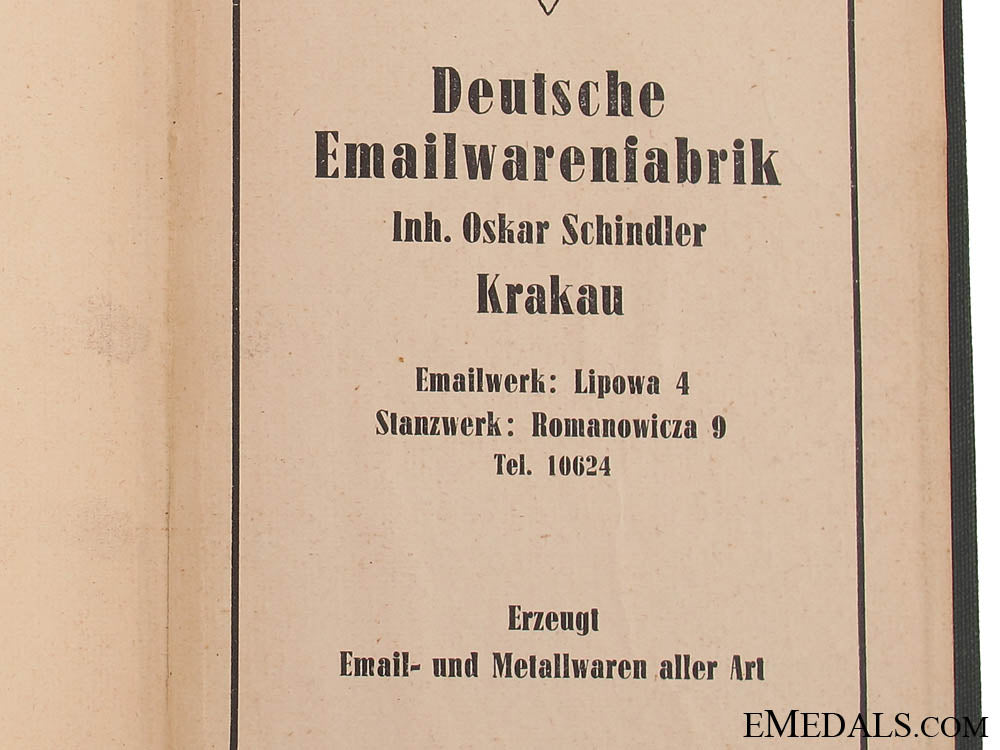 Deutsche
Emailwarenfabrik
Inh. Oskar Schindler
Krakau
Emailwerk: Lipowa 4
Stanzwerk: Romanowicza 9
Tel. 10624
Erzeugt
Email- und Metallwaren aller Art
EMEDALS.COM